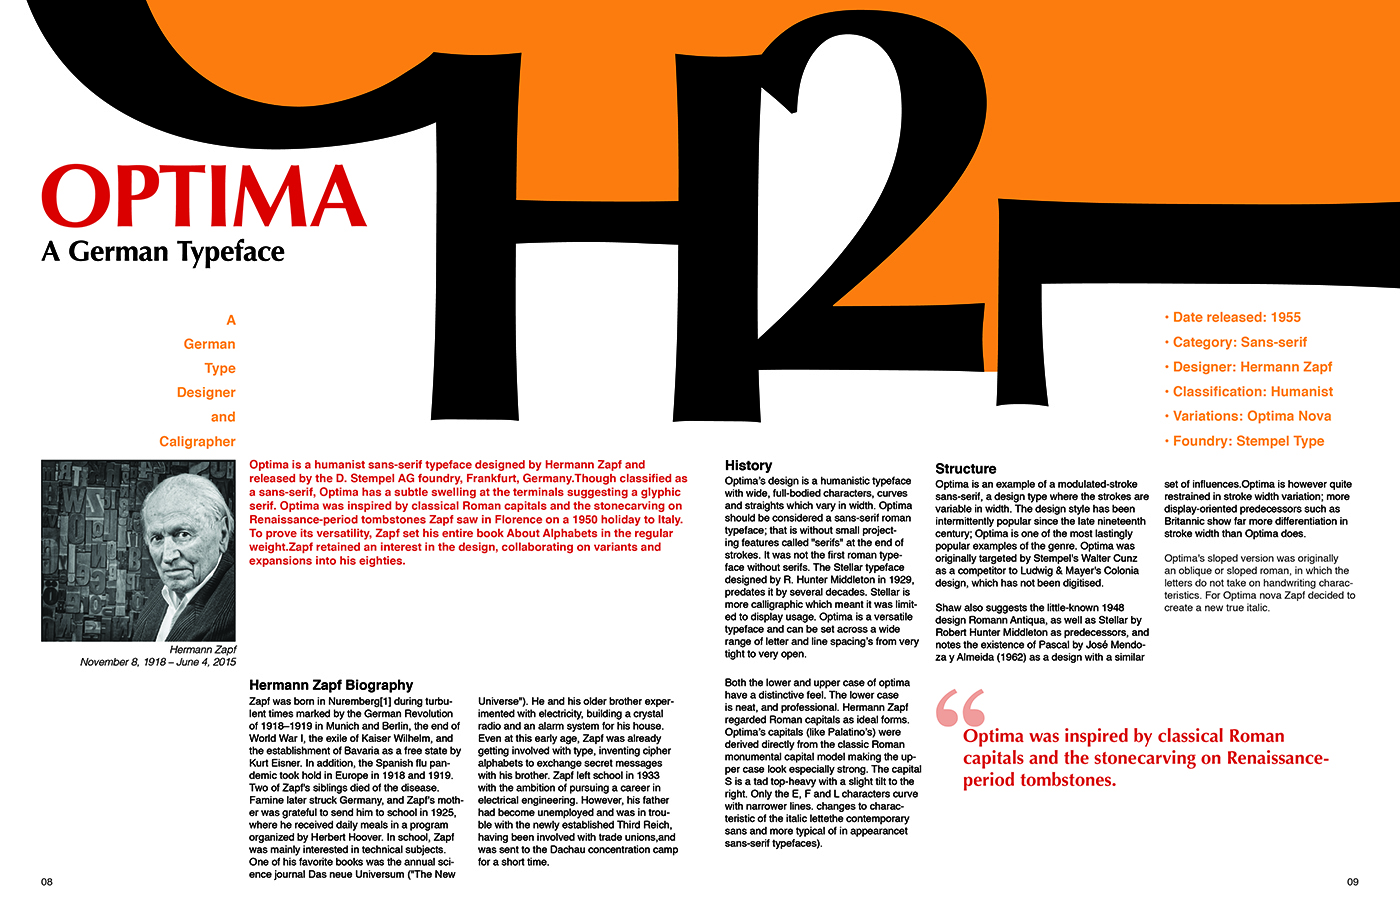 H2
OPTIMA
A German Typeface
A
German
Type
Designer
and
Caligrapher
Hermann Zapf
November 8, 1918 – June 4, 2015
Optima is a humanist sans-serif typeface designed by Hermann Zapf and
released by the D. Stempel AG foundry, Frankfurt, Germany.Though classified as
a sans-serif, Optima has a subtle swelling at the terminals suggesting a glyphic
serif. Optima was inspired by classical Roman capitals and the stonecarving on
Renaissance-period tombstones Zapf saw in Florence on a 1950 holiday to Italy.
To prove its versatility, Zapf set his entire book About Alphabets in the regular
weight.Zapf retained an interest in the design, collaborating on variants and
expansions into his eighties.
Hermann Zapf Biography
Zapf was born in Nuremberg[1] during turbu-
lent times marked by the German Revolution
of 1918–1919 in Munich and Berlin, the end of
World War I, the exile of Kaiser Wilhelm, and
the establishment of Bavaria as a free state by
Kurt Eisner. In addition, the Spanish flu pan-
demic took hold in Europe in 1918 and 1919.
Two of Zapf's siblings died of the disease.
Famine later struck Germany, and Zapf's moth-
er was grateful to send him to school in 1925,
where he received daily meals in a program
organized by Herbert Hoover. In school, Zapf
was mainly interested in technical subjects.
One of his favorite books was the annual sci-
ence journal Das neue Universum ("The New
Universe"). He and his older brother exper-
imented with electricity, building a crystal
radio and an alarm system for his house.
Even at this early age, Zapf was already
getting involved with type, inventing cipher
alphabets to exchange secret messages
with his brother. Zapf left school in 1933
with the ambition of pursuing a career in
electrical engineering. However, his father
had become unemployed and was in trou-
ble with the newly established Third Reich,
having been involved with trade unions,and
was sent to the Dachau concentration camp
for a short time.
08
History
Optima's design is a humanistic typeface
with wide, full-bodied characters, curves
and straights which vary in width. Optima
should be considered a sans-serif roman
typeface; that is without small project-
ing features called "serifs" at the end of
strokes. It was not the first roman type-
face without serifs. The Stellar typeface
designed by R. Hunter Middleton in 1929,
predates it by several decades. Stellar is
more calligraphic which meant it was limit-
ed to display usage. Optima is a versatile
typeface and can be set across a wide
range of letter and line spacing's from very
tight to very open.
Both the lower and upper case of optima
have a distinctive feel. The lower case
is neat, and professional. Hermann Zapf
regarded Roman capitals as ideal forms.
Optima's capitals (like Palatino's) were
derived directly from the classic Roman
monumental capital model making the up-
per case look especially strong. The capital
S is a tad top-heavy with a slight tilt to the
right. Only the E, F and L characters curve
with narrower lines. changes to charac-
teristic of the italic lettethe contemporary
sans and more typical of in appearancet
sans-serif typefaces).
Structure
Optima is an example of a modulated-stroke
sans-serif, a design type where the strokes are
variable in width. The design style has been
intermittently popular since the late nineteenth
century; Optima is one of the most lastingly
popular examples of the genre. Optima was
originally targeted by Stempel's Walter Cunz
as a competitor to Ludwig & Mayer's Colonia
design, which has not been digitised.
Shaw also suggests the little-known 1948
design Romann Antiqua, as well as Stellar by
Robert Hunter Middleton as predecessors, and
notes the existence of Pascal by José Mendo-
za y Almeida (1962) as a design with a similar
• Date released: 1955
• Category: Sans-serif
• Designer: Hermann Zapf
• Classification: Humanist
• Variations: Optima Nova
• Foundry: Stempel Type
set of influences.Optima is however quite
restrained in stroke width variation; more
display-oriented predecessors such as
Britannic show far more differentiation in
stroke width than Optima does.
Optima's sloped version was originally
an oblique or sloped roman, in which the
letters do not take on handwriting charac-
teristics. For Optima nova Zapf decided to
create a new true italic.
“
Optima was inspired by classical Roman
capitals and the stonecarving on Renaissance-
period tombstones.
09